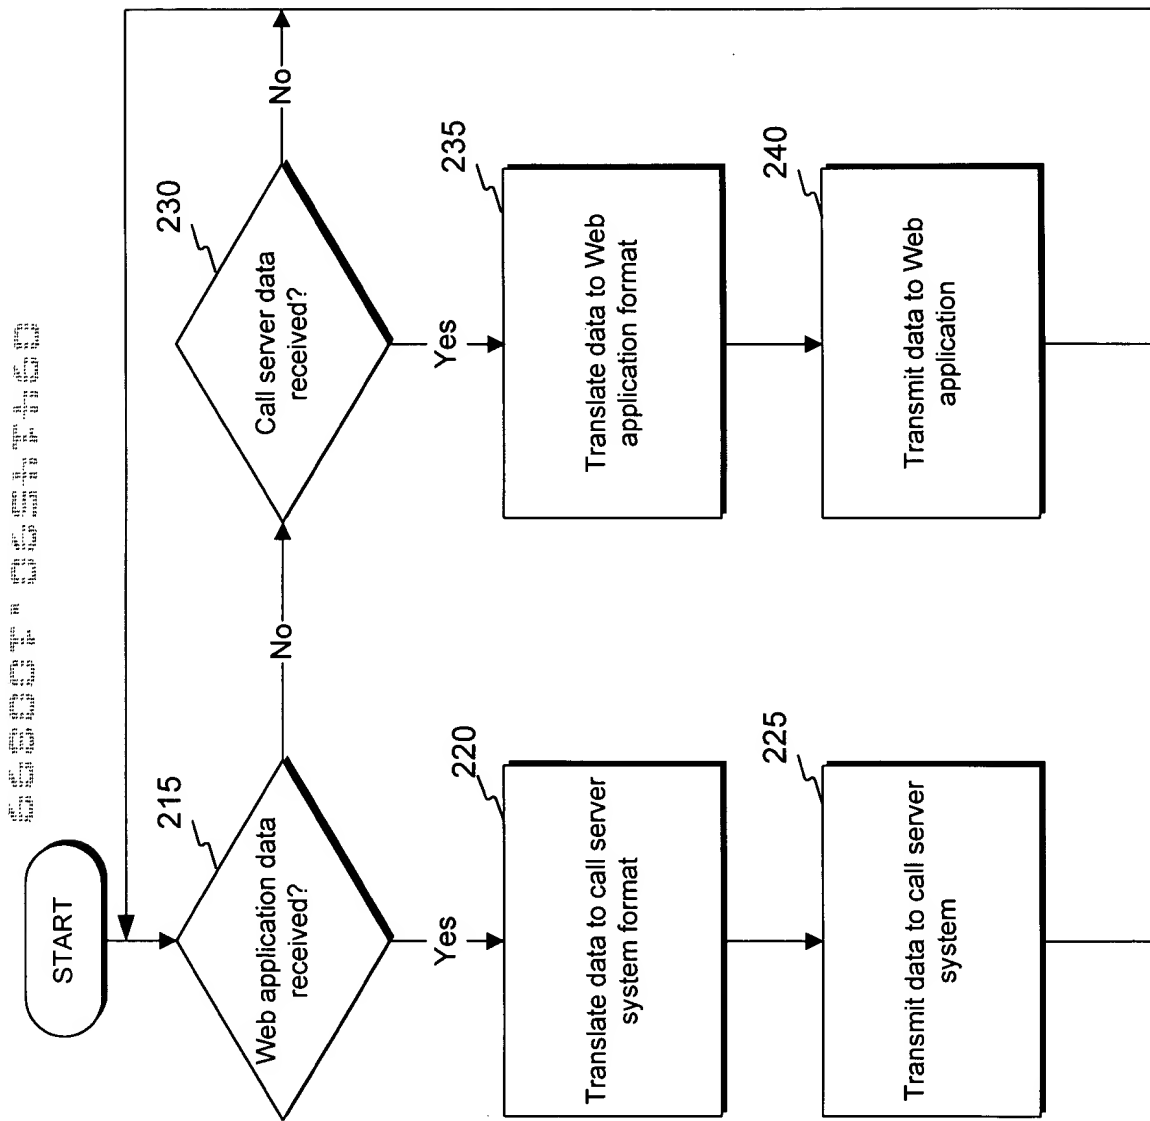 START
215
Web application data
received?
No
Yes
230
Call server data
received?
No
Yes
220
Translate data to call server
system format
235
Translate data to Web
application format
225
Transmit data to call server
system
240
Transmit data to Web
application